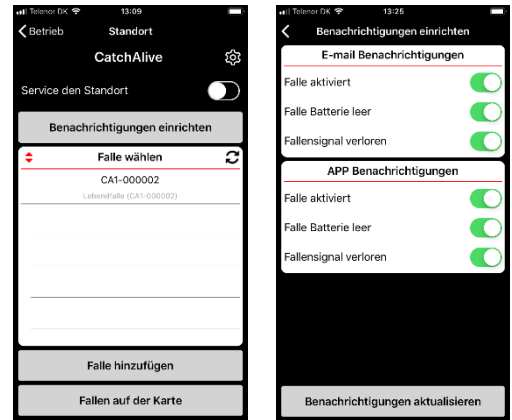 Telenor DK 13:09
Betrieb Standort
CatchAlive
Service den Standort
Benachrichtigungen einrichten
Falle wählen
CA1-000002
Lebendfalle (CA1-000002)
Falle hinzufügen
Fallen auf der Karte
Telenor DK 13:25
Benachrichtigungen einrichten
E-mail Benachrichtigungen
Falle aktiviert
Falle Batterie leer
Fallensignal verloren
APP Benachrichtigungen
Falle aktiviert
Falle Batterie leer
Fallensignal verloren
Benachrichtigungen aktualisieren